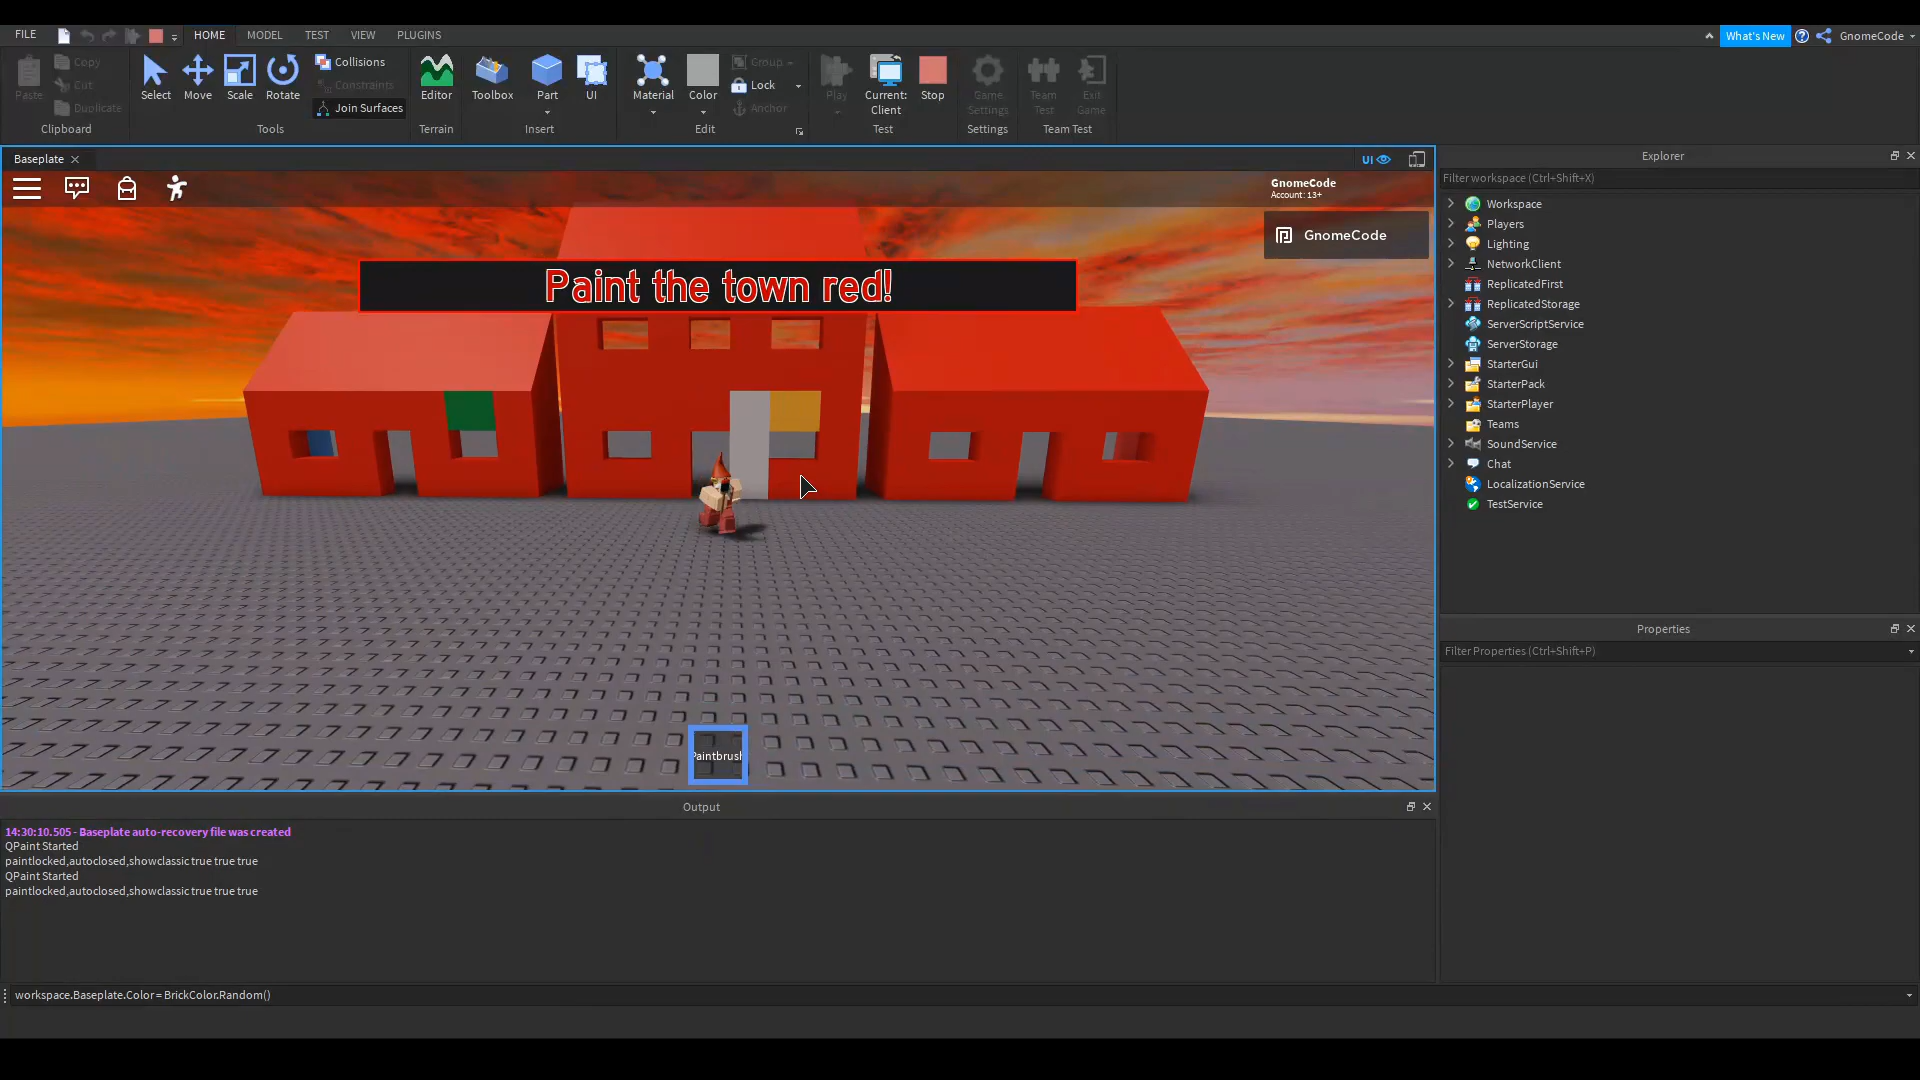 FILE HOME MODEL TEST VIEW PLUGINS What's New GnomeCode
Paste Copy Cut Duplicate
Select Move Scale Rotate Collisions Constraints Join Surfaces
Editor Toolbox Part UI
Material Color Group Lock Anchor
Play Current: Client Stop Game Settings Team Test Exit Game
Clipboard Tools Terrain Insert Edit Test Settings Team Test
Baseplate UI
GnomeCode
Account: 13+
GnomeCode
Paint the town red!
Paintbrush
Output
14:30:10.505 - Baseplate auto-recovery file was created
QPaint Started
paintlocked,autoclosed,showclassic true true true
QPaint Started
paintlocked,autoclosed,showclassic true true true
workspace.Baseplate.Color = BrickColor.Random()
Explorer
Filter workspace (Ctrl+Shift+X)
Workspace
Players
Lighting
NetworkClient
ReplicatedFirst
ReplicatedStorage
ServerScriptService
ServerStorage
StarterGui
StarterPack
StarterPlayer
Teams
SoundService
Chat
LocalizationService
TestService
Properties
Filter Properties (Ctrl+Shift+P)